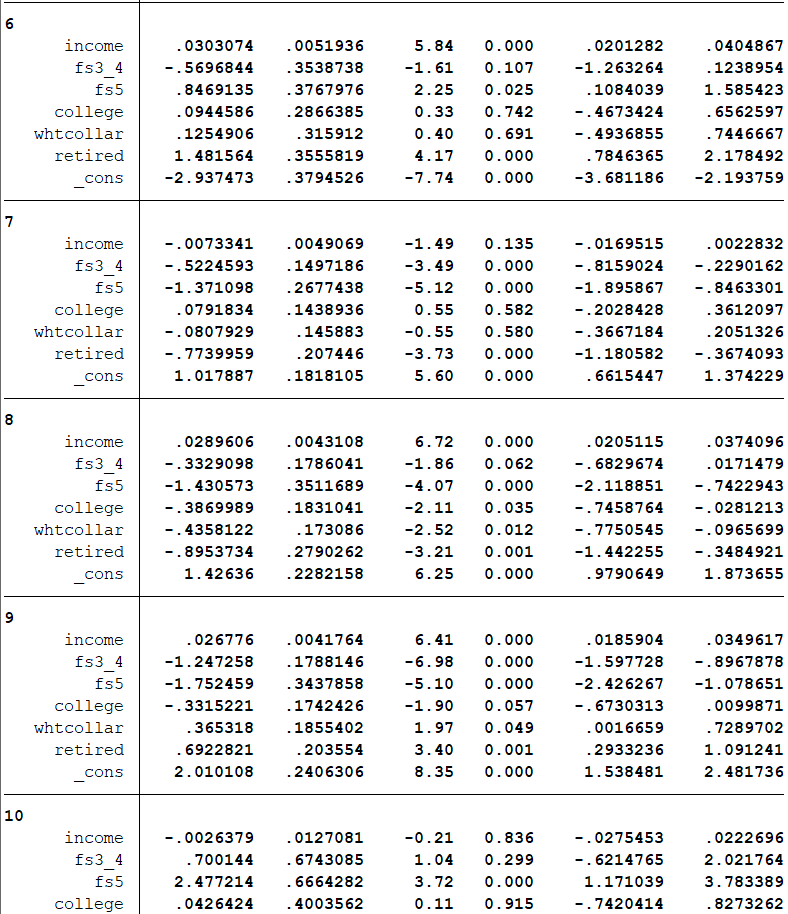 6
income .0303074 .0051936 5.84 0.000 .0201282 .0404867
fs3_4 -.5696844 .3538738 -1.61 0.107 -1.263264 .1238954
fs5 .8469135 .3767976 2.25 0.025 .1084039 1.585423
college .0944586 .2866385 0.33 0.742 -.4673424 .6562597
whtcollar .1254906 .315912 0.40 0.691 -.4936855 .7446667
retired 1.481564 .3555819 4.17 0.000 .7846365 2.178492
_cons -2.937473 .3794526 -7.74 0.000 -3.681186 -2.193759
7
income -.0073341 .0049069 -1.49 0.135 -.0169515 .0022832
fs3_4 -.5224593 .1497186 -3.49 0.000 -.8159024 -.2290162
fs5 -1.371098 .2677438 -5.12 0.000 -1.895867 -.8463301
college .0791834 .1438936 0.55 0.582 -.2028428 .3612097
whtcollar -.0807929 .145883 -0.55 0.580 -.3667184 .2051326
retired -.7739959 .207446 -3.73 0.000 -1.180582 -.3674093
_cons 1.017887 .1818105 5.60 0.000 .6615447 1.374229
8
income .0289606 .0043108 6.72 0.000 .0205115 .0374096
fs3_4 -.3329098 .1786041 -1.86 0.062 -.6829674 .0171479
fs5 -1.430573 .3511689 -4.07 0.000 -2.118851 -.7422943
college -.3869989 .1831041 -2.11 0.035 -.7458764 -.0281213
whtcollar -.4358122 .173086 -2.52 0.012 -.7750545 -.0965699
retired -.8953734 .2790262 -3.21 0.001 -1.442255 -.3484921
_cons 1.42636 .2282158 6.25 0.000 .9790649 1.873655
9
income .026776 .0041764 6.41 0.000 .0185904 .0349617
fs3_4 -1.247258 .1788146 -6.98 0.000 -1.597728 -.8967878
fs5 -1.752459 .3437858 -5.10 0.000 -2.426267 -1.078651
college -.3315221 .1742426 -1.90 0.057 -.6730313 .0099871
whtcollar .365318 .1855402 1.97 0.049 .0016659 .7289702
retired .6922821 .203554 3.40 0.001 .2933236 1.091241
_cons 2.010108 .2406306 8.35 0.000 1.538481 2.481736
10
income -.0026379 .0127081 -0.21 0.836 -.0275453 .0222696
fs3_4 .700144 .6743085 1.04 0.299 -.6214765 2.021764
fs5 2.477214 .6664282 3.72 0.000 1.171039 3.783389
college .0426424 .4003562 0.11 0.915 -.7420414 .8273262